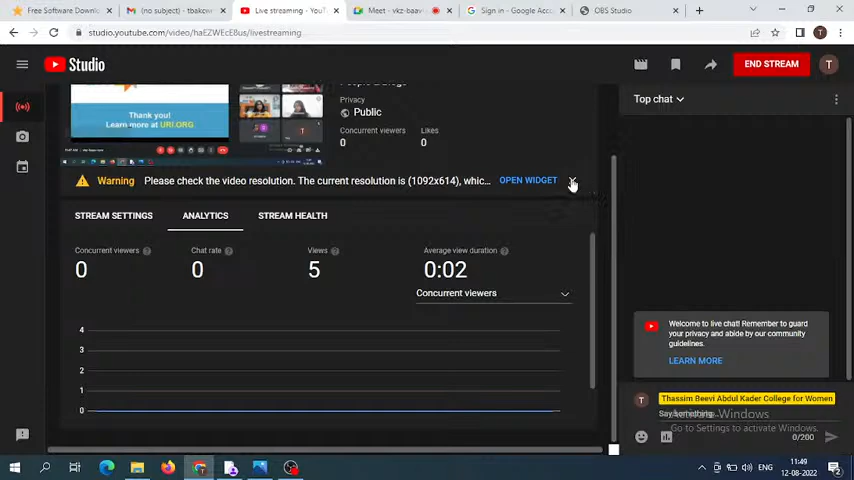 Free Software Downlo...
(no subject) - tbakcw
Live streaming - YouT
Meet - vkz-baav
Sign in - Google Acco
OBS Studio
studio.youtube.com/video/haEZWEcE8us/livestreaming
T
Studio
END STREAM
T
Thank you!
Learn more at URI.ORG
Privacy
Public
Concurrent viewers
Likes
0
0
Warning
Please check the video resolution. The current resolution is (1092x614), whic...
OPEN WIDGET
STREAM SETTINGS
ANALYTICS
STREAM HEALTH
Concurrent viewers
Chat rate
Views
Average view duration
0
0
5
0:02
Concurrent viewers
4
3
2
1
0
Top chat
Welcome to live chat! Remember to guard
your privacy and abide by our community
guidelines.
LEARN MORE
T
Thassim Beevi Abdul Kader College for Women
Say something...
Activate Windows
Go to Settings to activate Windows.
0/200
ENG
11:49
12-08-2022
2